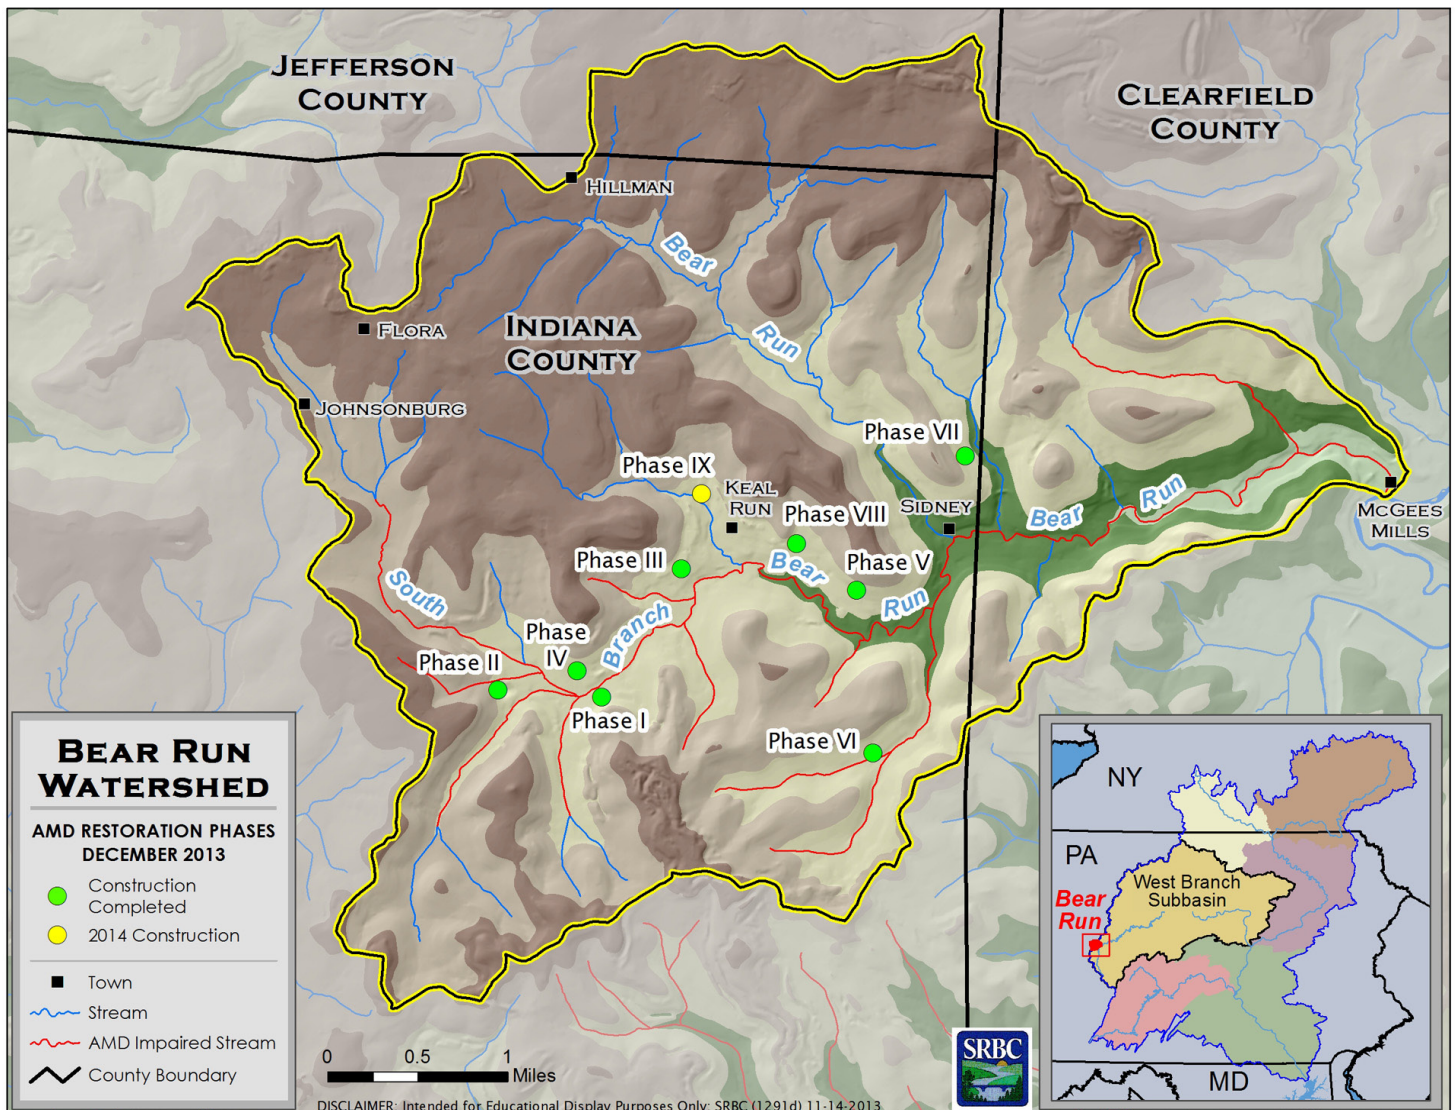 JEFFERSON
COUNTY
CLEARFIELD
COUNTY
HILLMAN
Bear
FLORA
INDIANA
COUNTY
Run
JOHNSONBURG
Phase VII
Phase IX
KEAL
RUN
SIDNEY
Bear
Run
McGEES
MILLS
Phase VIII
Phase III
Bear
Phase V
Run
South
Branch
Phase
IV
Phase II
Phase I
Phase VI
BEAR RUN
WATERSHED
AMD RESTORATION PHASES
DECEMBER 2013
Construction
Completed
2014 Construction
Town
Stream
AMD Impaired Stream
County Boundary
0 0.5 1
Miles
DISCLAIMER: Intended for Educational Display Purposes Only: SRBC (1291d) 11-14-2013
SRBC
NY
PA
West Branch
Subbasin
Bear
Run
MD